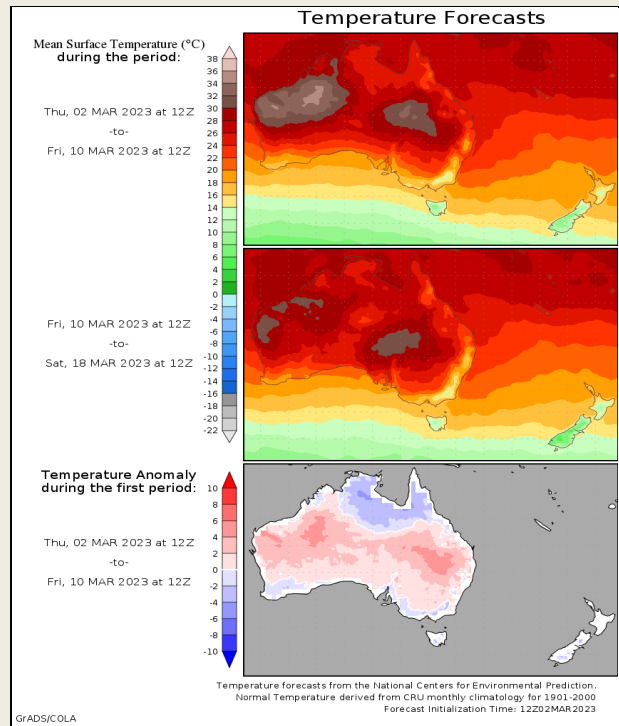 Temperature Forecasts
Mean Surface Temperature (°C)
during the period:
Thu, 02 MAR 2023 at 12Z
-to-
Fri, 10 MAR 2023 at 12Z
38
36
34
32
30
28
26
24
22
20
18
16
14
12
10
8
6
4
2
0
-2
-4
-6
-8
-10
-12
-14
-16
-18
-20
-22
Fri, 10 MAR 2023 at 12Z
-to-
Sat, 18 MAR 2023 at 12Z
Temperature Anomaly
during the first period:
Thu, 02 MAR 2023 at 12Z
-to-
Fri, 10 MAR 2023 at 12Z
10
8
6
4
2
0
-2
-4
-6
-8
-10
Temperature forecasts from the National Centers for Environmental Prediction.
Normal Temperature derived from CRU monthly climatology for 1901-2000
Forecast Initialization Time: 12Z02MAR2023
GrADS/COLA